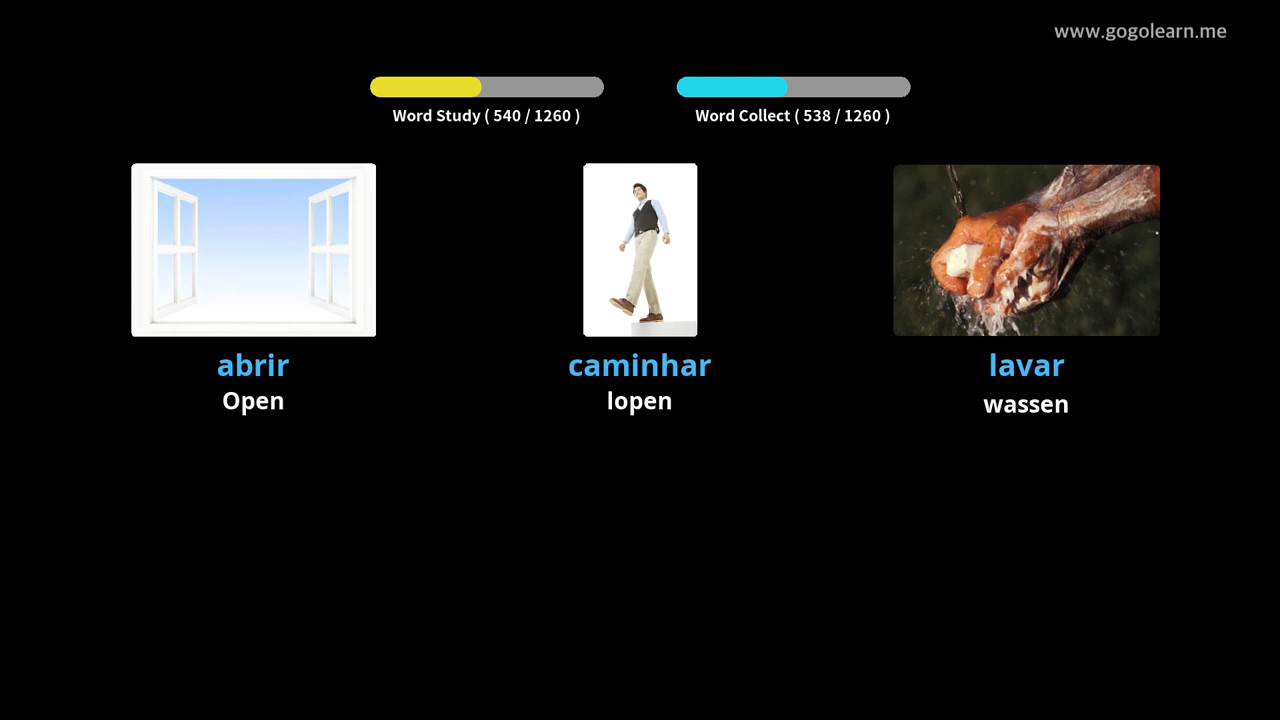 www.gogolearn.me
Word Study ( 540 / 1260 )
Word Collect ( 538 / 1260 )
abrir
Open
caminhar
lopen
lavar
wassen